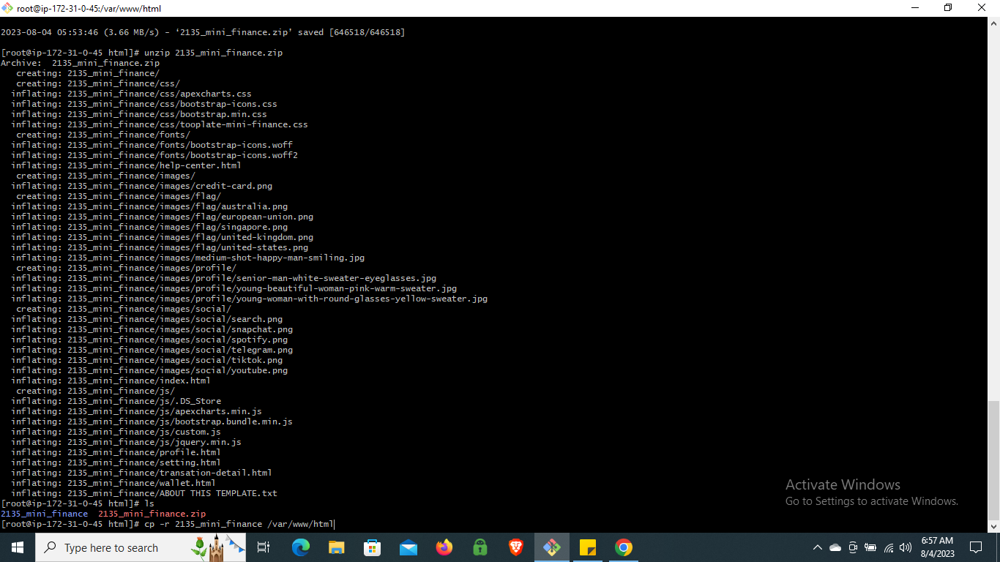 root@ip-172-31-0-45:/var/www/html
2023-08-04 05:53:46 (3.66 MB/s) - ‘2135_mini_finance.zip’ saved [646518/646518]
[root@ip-172-31-0-45 html]# unzip 2135_mini_finance.zip
Archive:  2135_mini_finance.zip
   creating: 2135_mini_finance/
   creating: 2135_mini_finance/css/
  inflating: 2135_mini_finance/css/apexcharts.css
  inflating: 2135_mini_finance/css/bootstrap-icons.css
  inflating: 2135_mini_finance/css/bootstrap.min.css
  inflating: 2135_mini_finance/css/tooplate-mini-finance.css
   creating: 2135_mini_finance/fonts/
  inflating: 2135_mini_finance/fonts/bootstrap-icons.woff
  inflating: 2135_mini_finance/fonts/bootstrap-icons.woff2
  inflating: 2135_mini_finance/help-center.html
   creating: 2135_mini_finance/images/
  inflating: 2135_mini_finance/images/credit-card.png
   creating: 2135_mini_finance/images/flag/
  inflating: 2135_mini_finance/images/flag/australia.png
  inflating: 2135_mini_finance/images/flag/european-union.png
  inflating: 2135_mini_finance/images/flag/singapore.png
  inflating: 2135_mini_finance/images/flag/united-kingdom.png
  inflating: 2135_mini_finance/images/flag/united-states.png
  inflating: 2135_mini_finance/images/medium-shot-happy-man-smiling.jpg
   creating: 2135_mini_finance/images/profile/
  inflating: 2135_mini_finance/images/profile/senior-man-white-sweater-eyeglasses.jpg
  inflating: 2135_mini_finance/images/profile/young-beautiful-woman-pink-warm-sweater.jpg
  inflating: 2135_mini_finance/images/profile/young-woman-with-round-glasses-yellow-sweater.jpg
   creating: 2135_mini_finance/images/social/
  inflating: 2135_mini_finance/images/social/search.png
  inflating: 2135_mini_finance/images/social/snapchat.png
  inflating: 2135_mini_finance/images/social/spotify.png
  inflating: 2135_mini_finance/images/social/telegram.png
  inflating: 2135_mini_finance/images/social/tiktok.png
  inflating: 2135_mini_finance/images/social/youtube.png
  inflating: 2135_mini_finance/index.html
   creating: 2135_mini_finance/js/
  inflating: 2135_mini_finance/js/.DS_Store
  inflating: 2135_mini_finance/js/apexcharts.min.js
  inflating: 2135_mini_finance/js/bootstrap.bundle.min.js
  inflating: 2135_mini_finance/js/custom.js
  inflating: 2135_mini_finance/js/jquery.min.js
  inflating: 2135_mini_finance/profile.html
  inflating: 2135_mini_finance/setting.html
  inflating: 2135_mini_finance/transation-detail.html
  inflating: 2135_mini_finance/wallet.html
  inflating: 2135_mini_finance/ABOUT THIS TEMPLATE.txt
[root@ip-172-31-0-45 html]# ls
2135_mini_finance  2135_mini_finance.zip
[root@ip-172-31-0-45 html]# cp -r 2135_mini_finance /var/www/html
Activate Windows
Go to Settings to activate Windows.
Type here to search
6:57 AM
8/4/2023